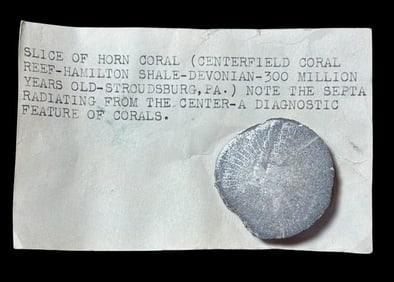 SLICE OF HORN CORAL (CENTERFIELD CORAL
REEF-HAMILTON SHALE-DEVONIAN-300 MILLION
YEARS OLD-STROUDSBURG,PA.) NOTE THE SEPTA
RADIATING FROM THE CENTER-A DIAGNOSTIC
FEATURE OF CORALS.